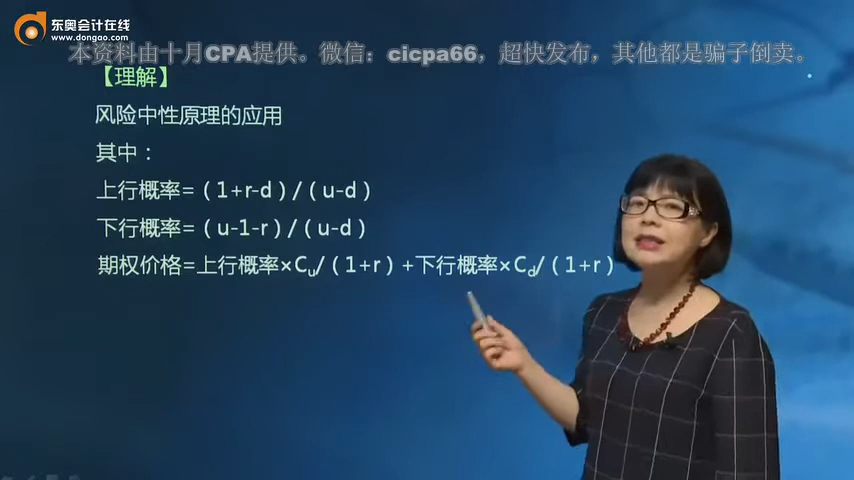 东奥会计在线
www.dongao.com
本资料由十月CPA提供。微信：cicpa66，超快发布，其他都是骗子倒卖。
【理解】
风险中性原理的应用
其中：
上行概率=（1+r-d）/（u-d）
下行概率=（u-1-r）/（u-d）
期权价格=上行概率×Cu/（1+r）+下行概率×Cd/（1+r）